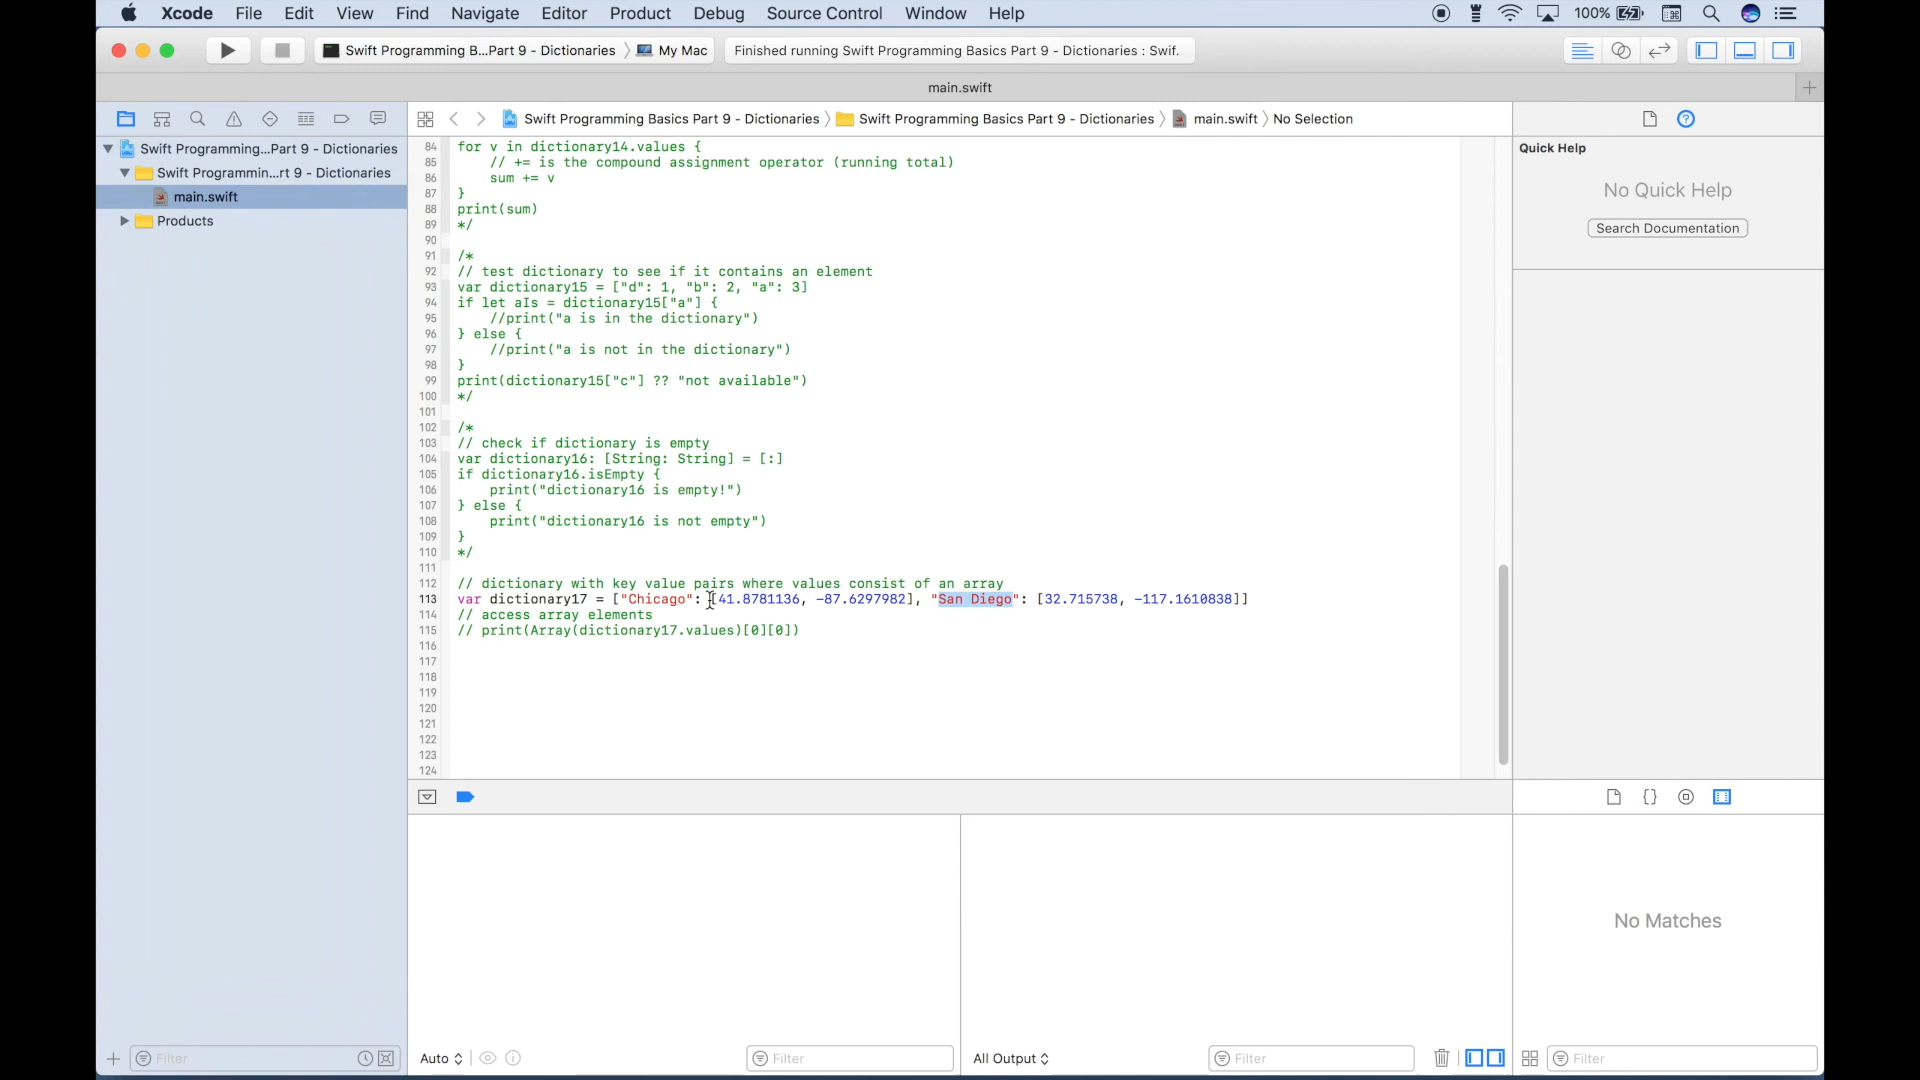 Xcode File Edit View Find Navigate Editor Product Debug Source Control Window Help 100%
Swift Programming B...Part 9 - Dictionaries My Mac Finished running Swift Programming Basics Part 9 - Dictionaries : Swif.
main.swift
Swift Programming Basics Part 9 - Dictionaries Swift Programming Basics Part 9 - Dictionaries main.swift No Selection
Swift Programming...Part 9 - Dictionaries
Swift Programmin...rt 9 - Dictionaries
main.swift
Products
84 for v in dictionary14.values {
85 // += is the compound assignment operator (running total)
86 sum += v
87 }
88 print(sum)
89 */
90
91 /*
92 // test dictionary to see if it contains an element
93 var dictionary15 = ["d": 1, "b": 2, "a": 3]
94 if let aIs = dictionary15["a"] {
95 //print("a is in the dictionary")
96 } else {
97 //print("a is not in the dictionary")
98 }
99 print(dictionary15["c"] ?? "not available")
100 */
101
102 /*
103 // check if dictionary is empty
104 var dictionary16: [String: String] = [:]
105 if dictionary16.isEmpty {
106 print("dictionary16 is empty!")
107 } else {
108 print("dictionary16 is not empty")
109 }
110 */
111
112 // dictionary with key value pairs where values consist of an array
113 var dictionary17 = ["Chicago": [41.8781136, -87.6297982], "San Diego": [32.715738, -117.1610838]]
114 // access array elements
115 // print(Array(dictionary17.values)[0][0])
116
117
118
119
120
121
122
123
124
Quick Help
No Quick Help
Search Documentation
No Matches
Filter
Auto Filter
All Output Filter
Filter